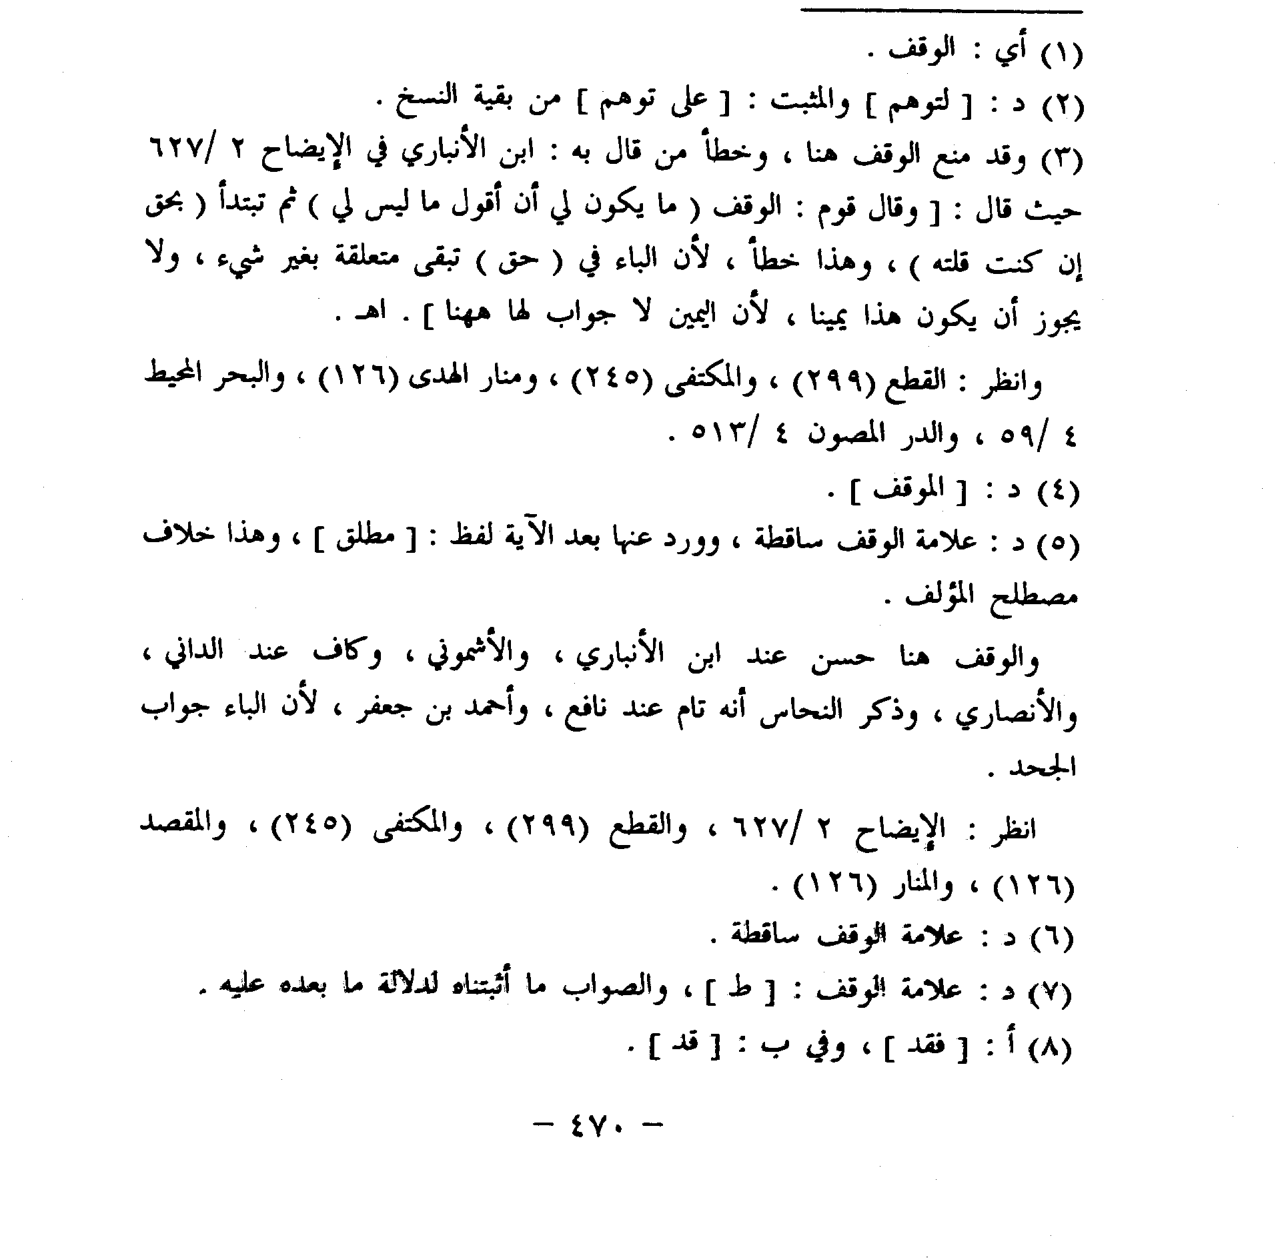 (١) أي : الوقف .
(٢) د : [ لتوهم ] والمثبت : [ على توهم ] من بقية النسخ .
(٣) وقد منع الوقف هنا ، وخطأ من قال به : ابن الأنباري في الإيضاح ٢ /٦٢٧
حيث قال : [ وقال قوم : الوقف ( ما يكون لي أن أقول ما ليس لي ) ثم تبتدأ ( بحق
إن كنت قلته ) ، وهذا خطأ ، لأن الباء في ( حق ) تبقى متعلقة بغير شيء ، ولا
يجوز أن يكون هذا يمينا ، لأن اليمين لا جواب لها ههنا ] . اهـ .
وانظر : القطع (٢٩٩) ، والمكتفى (٢٤٥) ، ومنار الهدى (١٢٦) ، والبحر المحيط
٤ /٥٩ ، والدر المصون ٤ /٥١٣ .
(٤) د : [ الموقف ] .
(٥) د : علامة الوقف ساقطة ، وورد عنها بعد الآية لفظ : [ مطلق ] ، وهذا خلاف
مصطلح المؤلف .
والوقف هنا حسن عند ابن الأنباري ، والأشموني ، وكاف عند الداني ،
والأنصاري ، وذكر النحاس أنه تام عند نافع ، وأحمد بن جعفر ، لأن الباء جواب
الجحد .
انظر : الإيضاح ٢ /٦٢٧ ، والقطع (٢٩٩) ، والمكتفى (٢٤٥) ، والمقصد
(١٢٦) ، والمنار (١٢٦) .
(٦) د : علامة الوقف ساقطة .
(٧) د : علامة الوقف : [ ط ] ، والصواب ما أثبتناه لدلالة ما بعده عليه .
(٨) أ : [ فقد ] ، وفي ب : [ قد ] .
– ٤٧٠ –